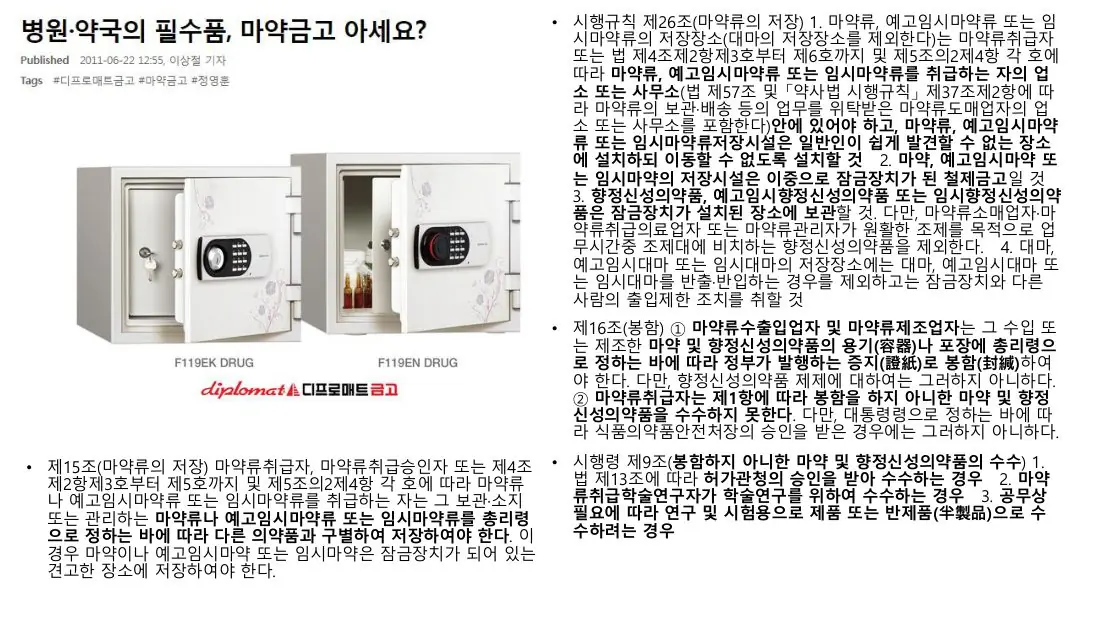 병원·약국의 필수품, 마약금고 아세요?
Published 2011-06-22 12:55, 이상절 기자
Tags #디프로매트금고 #마약금고 #정영훈
F119EK DRUG
F119EN DRUG
diplomat 디프로매트금고
• 제15조(마약류의 저장) 마약류취급자, 마약류취급승인자 또는 제4조
제2항제3호부터 제5호까지 및 제5조의2제4항 각 호에 따라 마약류
나 예고임시마약류 또는 임시마약류를 취급하는 자는 그 보관·소지
또는 관리하는 마약류나 예고임시마약류 또는 임시마약류를 총리령
으로 정하는 바에 따라 다른 의약품과 구별하여 저장하여야 한다. 이
경우 마약이나 예고임시마약 또는 임시마약은 잠금장치가 되어 있는
견고한 장소에 저장하여야 한다.
• 시행규칙 제26조(마약류의 저장) 1. 마약류, 예고임시마약류 또는 임
시마약류의 저장장소(대마의 저장장소를 제외한다)는 마약류취급자
또는 법 제4조제2항제3호부터 제6호까지 및 제5조의2제4항 각 호에
따라 마약류, 예고임시마약류 또는 임시마약류를 취급하는 자의 업
소 또는 사무소(법 제57조 및 「약사법 시행규칙」 제37조제2항에 따
라 마약류의 보관·배송 등의 업무를 위탁받은 마약류도매업자의 업
소 또는 사무소를 포함한다)안에 있어야 하고, 마약류, 예고임시마약
류 또는 임시마약류저장시설은 일반인이 쉽게 발견할 수 없는 장소
에 설치하되 이동할 수 없도록 설치할 것 2. 마약, 예고임시마약 또
는 임시마약의 저장시설은 이중으로 잠금장치가 된 철제금고일 것
3. 향정신성의약품, 예고임시향정신성의약품 또는 임시향정신성의약
품은 잠금장치가 설치된 장소에 보관할 것. 다만, 마약류소매업자·마
약류취급의료업자 또는 마약류관리자가 원활한 조제를 목적으로 업
무시간중 조제대에 비치하는 향정신성의약품을 제외한다. 4. 대마,
예고임시대마 또는 임시대마의 저장장소에는 대마, 예고임시대마 또
는 임시대마를 반출·반입하는 경우를 제외하고는 잠금장치와 다른
사람의 출입제한 조치를 취할 것
• 제16조(봉함) ① 마약류수출입업자 및 마약류제조업자는 그 수입 또
는 제조한 마약 및 향정신성의약품의 용기(容器)나 포장에 총리령으
로 정하는 바에 따라 정부가 발행하는 증지(證紙)로 봉함(封緘)하여
야 한다. 다만, 향정신성의약품 제제에 대하여는 그러하지 아니하다.
② 마약류취급자는 제1항에 따라 봉함을 하지 아니한 마약 및 향정
신성의약품을 수수하지 못한다. 다만, 대통령령으로 정하는 바에 따
라 식품의약품안전처장의 승인을 받은 경우에는 그러하지 아니하다.
• 시행령 제9조(봉함하지 아니한 마약 및 향정신성의약품의 수수) 1.
법 제13조에 따라 허가관청의 승인을 받아 수수하는 경우 2. 마약
류취급학술연구자가 학술연구를 위하여 수수하는 경우 3. 공무상
필요에 따라 연구 및 시험용으로 제품 또는 반제품(半製品)으로 수
수하려는 경우